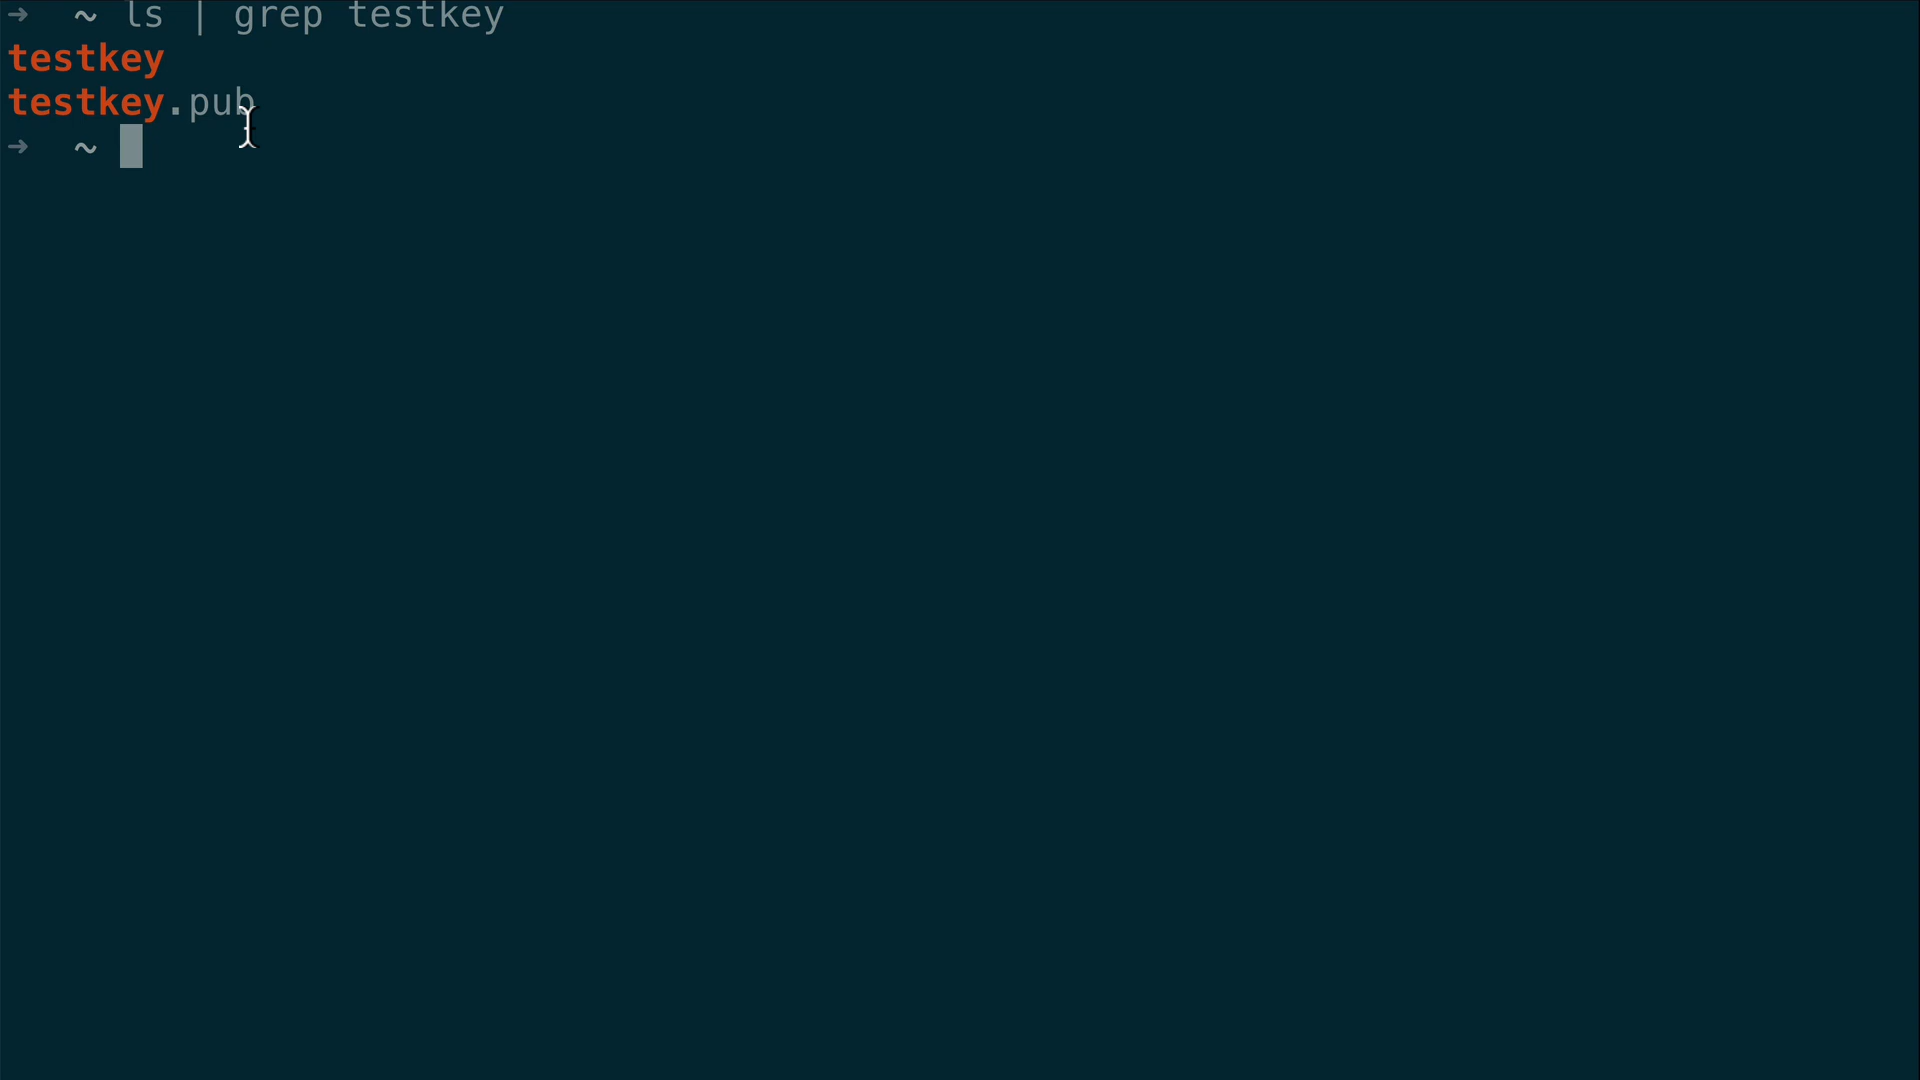 ➜ ~ ls | grep testkey
testkey
testkey.pub
➜ ~